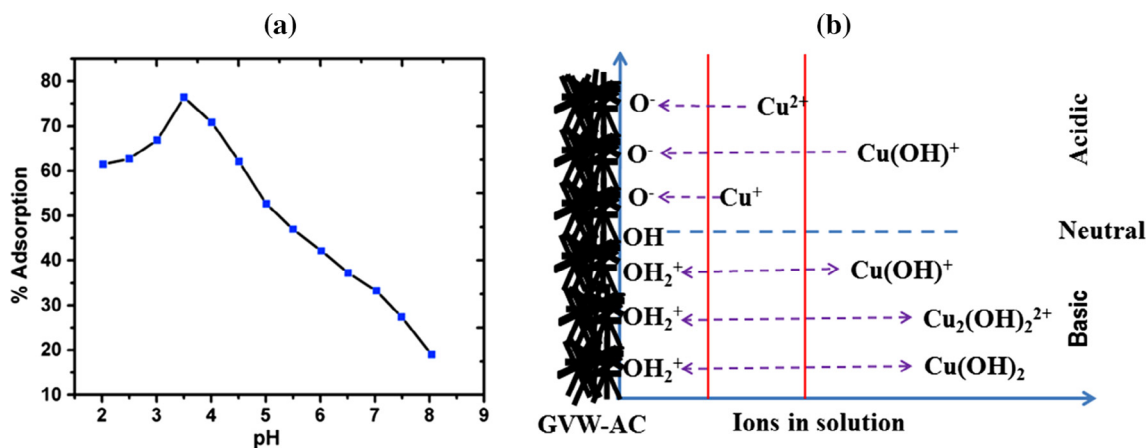 (a)
80
70
60
50
40
30
20
10
% Adsorption
2 3 4 5 6 7 8 9
pH
(b)
O⁻ Cu²⁺
O⁻ Cu(OH)⁺
O⁻ Cu⁺
OH
OH₂⁺ Cu(OH)⁺
OH₂⁺ Cu₂(OH)₂²⁺
OH₂⁺ Cu(OH)₂
Acidic
Neutral
Basic
GVW-AC Ions in solution